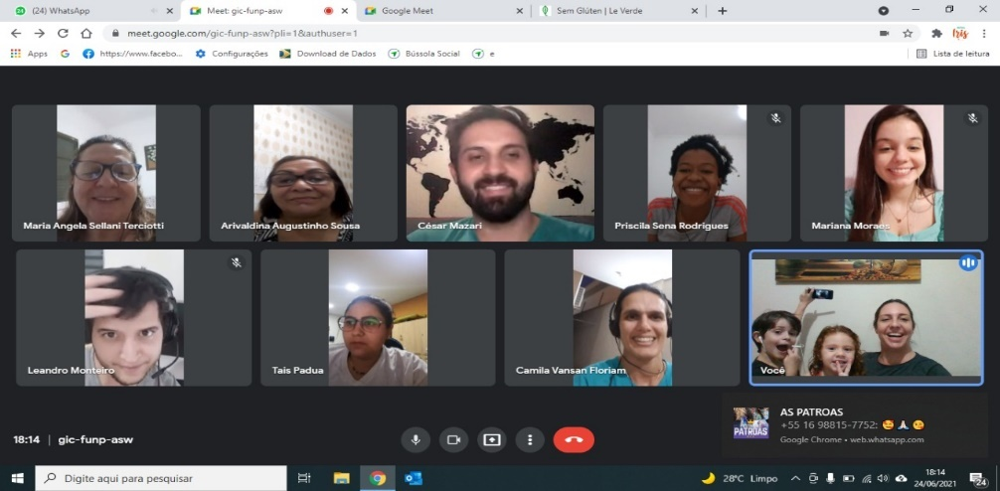 (24) WhatsApp
Meet: gic-funp-asw
Google Meet
Sem Glúten | Le Verde
meet.google.com/gic-funp-asw?pli=1&authuser=1
Apps
https://www.facebo...
Configurações
Download de Dados
Bússola Social
e
Lista de leitura
Maria Angela Sellani Terciotti
Arivaldina Augustinho Sousa
César Mazari
Priscila Sena Rodrigues
Mariana Moraes
Leandro Monteiro
Tais Padua
Camila Vansan Floriam
Você
18:14 | gic-funp-asw
AS PATROAS
+55 16 98815-7752:
Google Chrome • web.whatsapp.com
PATROAS
Digite aqui para pesquisar
28°C Limpo
18:14
24/06/2021
24